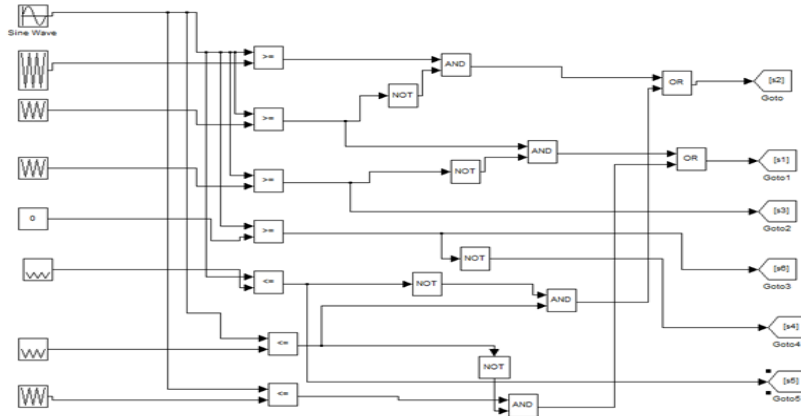 Sine Wave
>=
AND
NOT
OR
[s2]
Goto
>=
AND
NOT
OR
[s1]
Goto1
>=
[s3]
Goto2
0
>=
NOT
[s6]
Goto3
<=
NOT
AND
[s4]
Goto4
<=
NOT
[s5]
Goto5
<=
AND